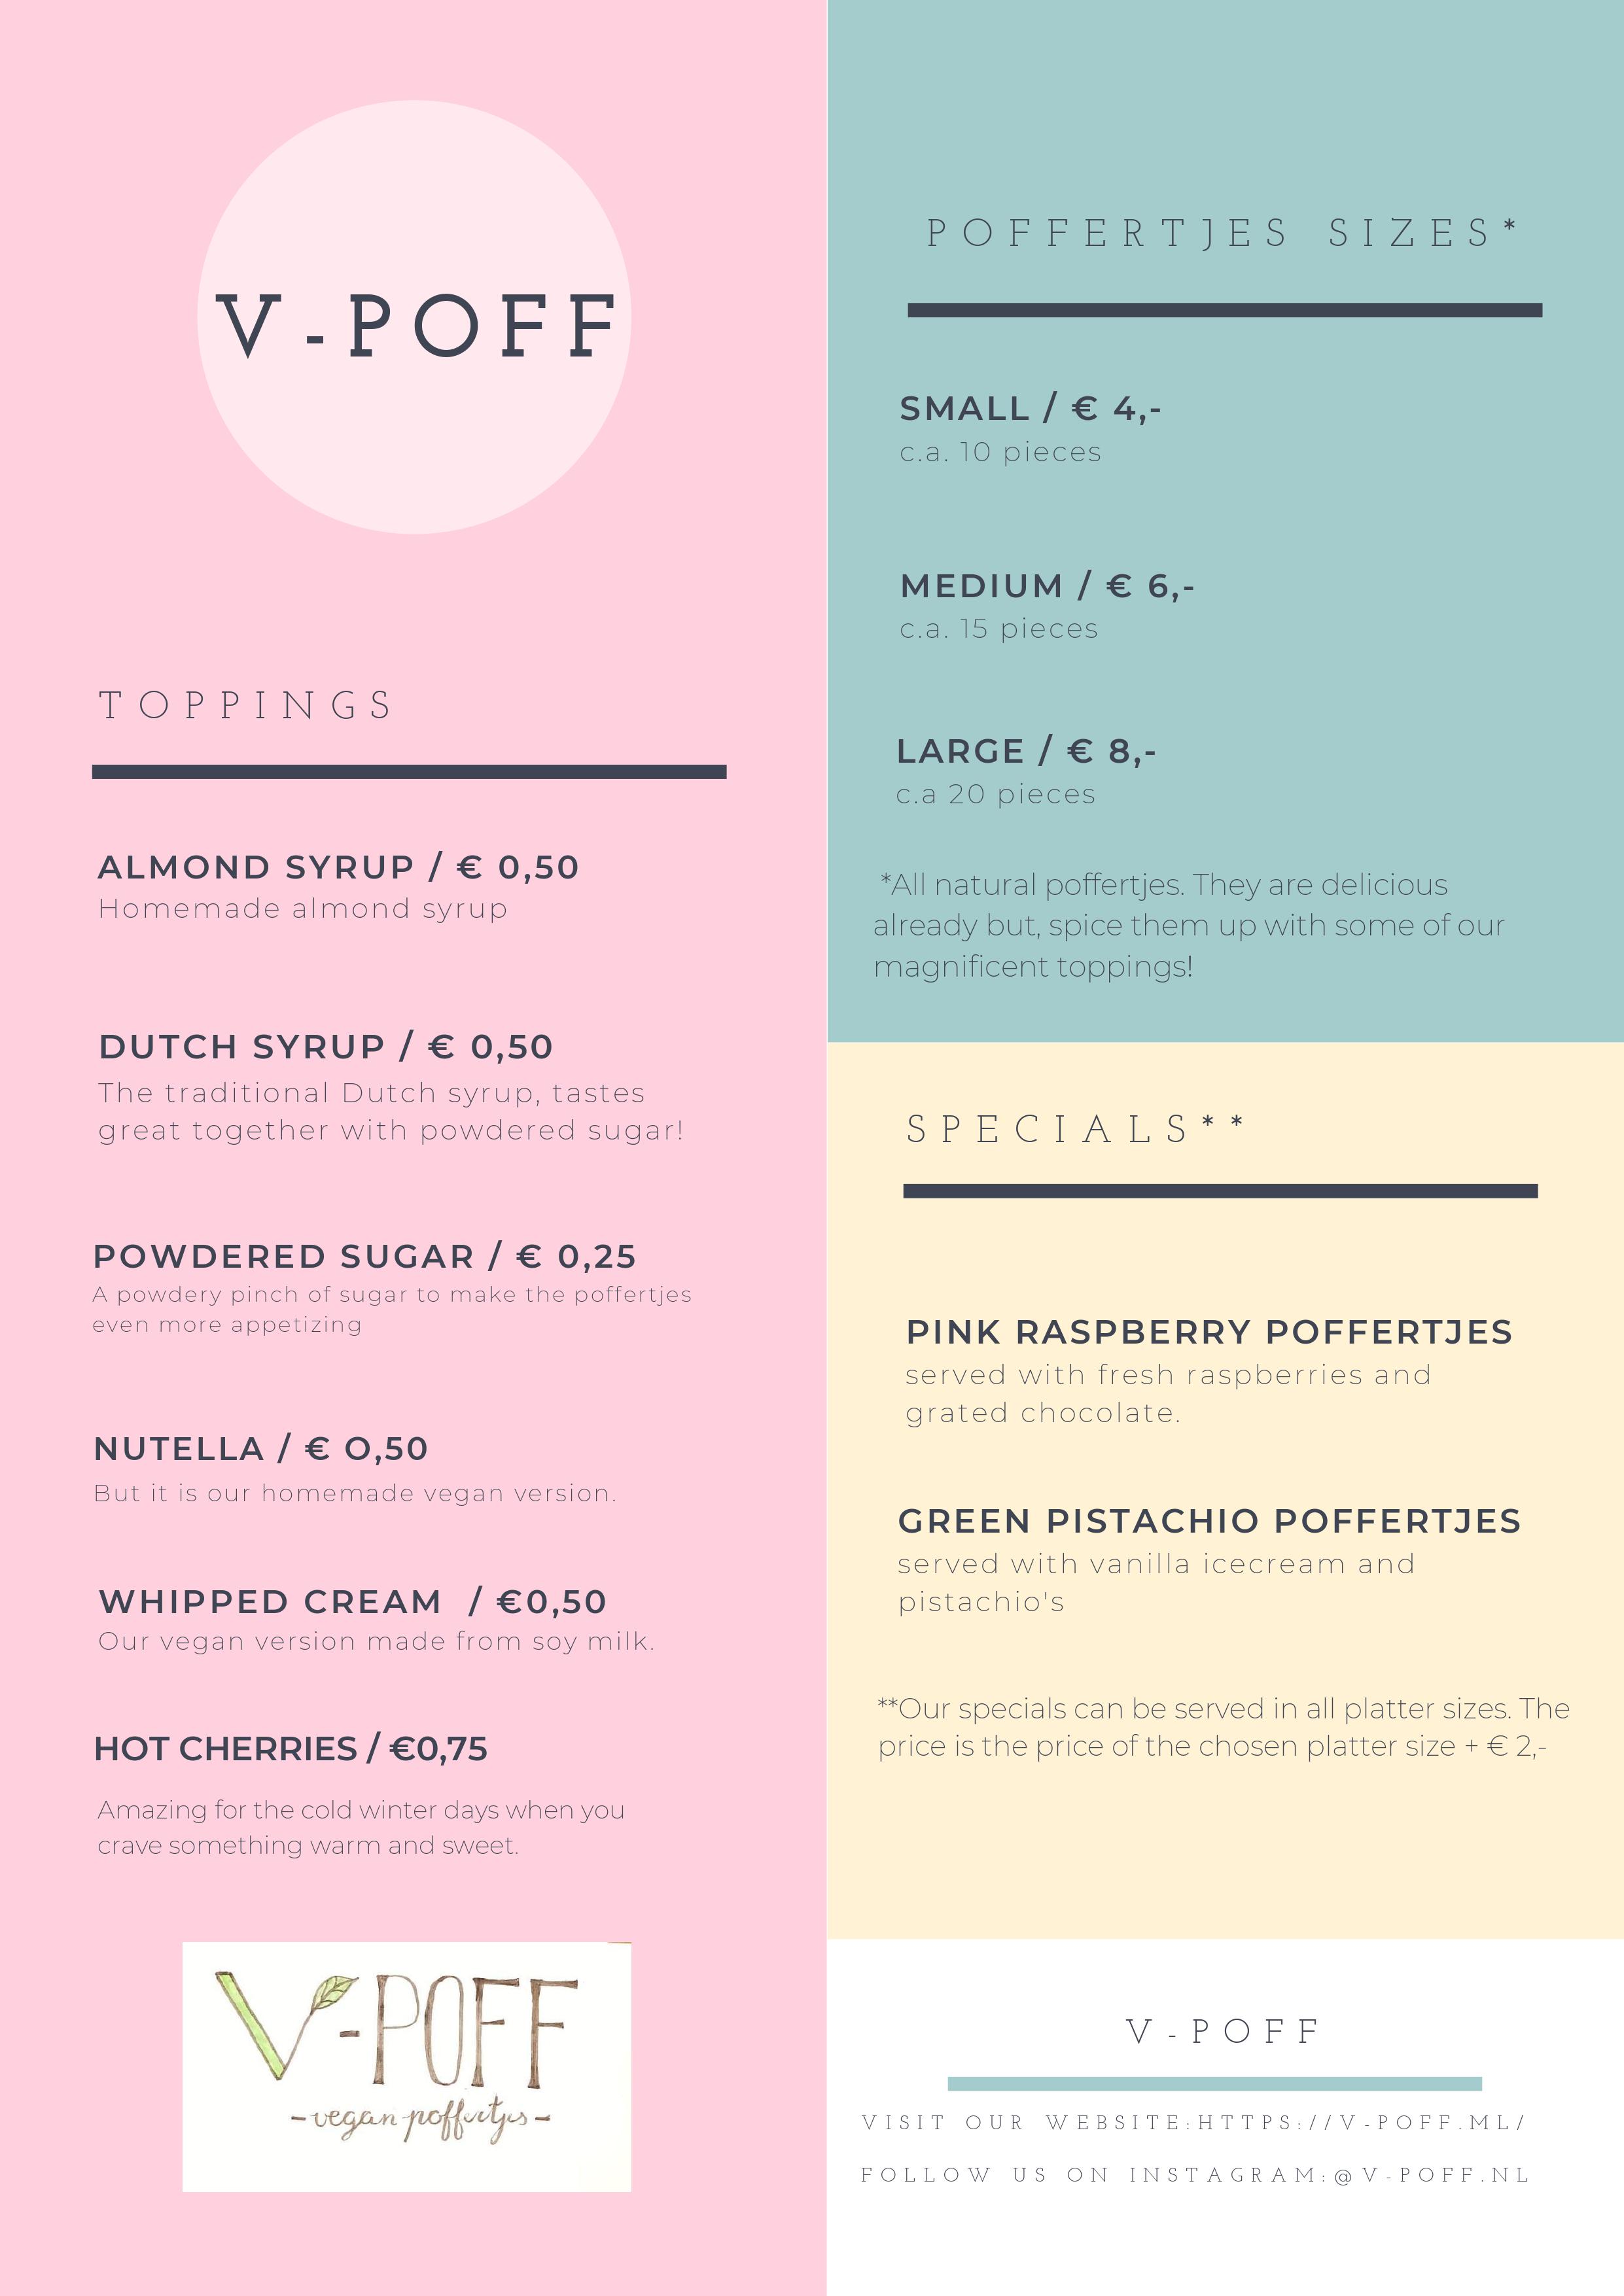 V-POFF
TOPPINGS
ALMOND SYRUP / € 0,50
Homemade almond syrup
DUTCH SYRUP / € 0,50
The traditional Dutch syrup, tastes
great together with powdered sugar!
POWDERED SUGAR / € 0,25
A powdery pinch of sugar to make the poffertjes
even more appetizing
NUTELLA / € O,50
But it is our homemade vegan version.
WHIPPED CREAM / €0,50
Our vegan version made from soy milk.
HOT CHERRIES / €0,75
Amazing for the cold winter days when you
crave something warm and sweet.
V-POFF
-vegan poffertjes-
POFFERTJES SIZES*
SMALL / € 4,-
c.a. 10 pieces
MEDIUM / € 6,-
c.a. 15 pieces
LARGE / € 8,-
c.a 20 pieces
*All natural poffertjes. They are delicious
already but, spice them up with some of our
magnificent toppings!
SPECIALS**
PINK RASPBERRY POFFERTJES
served with fresh raspberries and
grated chocolate.
GREEN PISTACHIO POFFERTJES
served with vanilla icecream and
pistachio's
**Our specials can be served in all platter sizes. The
price is the price of the chosen platter size + € 2,-
V-POFF
VISIT OUR WEBSITE:HTTPS://V-POFF.ML/
FOLLOW US ON INSTAGRAM:@V-POFF.NL